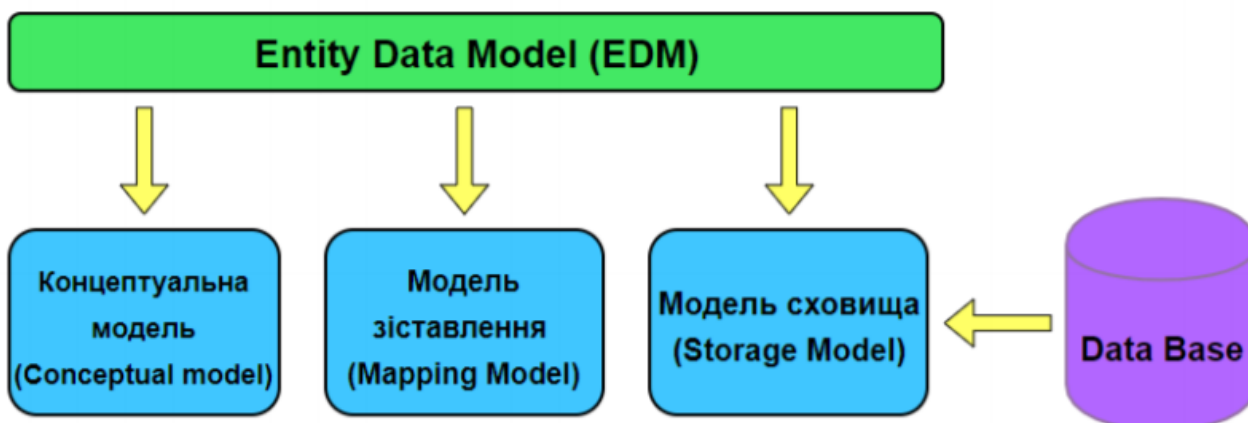 Entity Data Model (EDM)
Концептуальна
модель
(Conceptual model)
Модель
зіставлення
(Mapping Model)
Модель сховища
(Storage Model)
Data Base